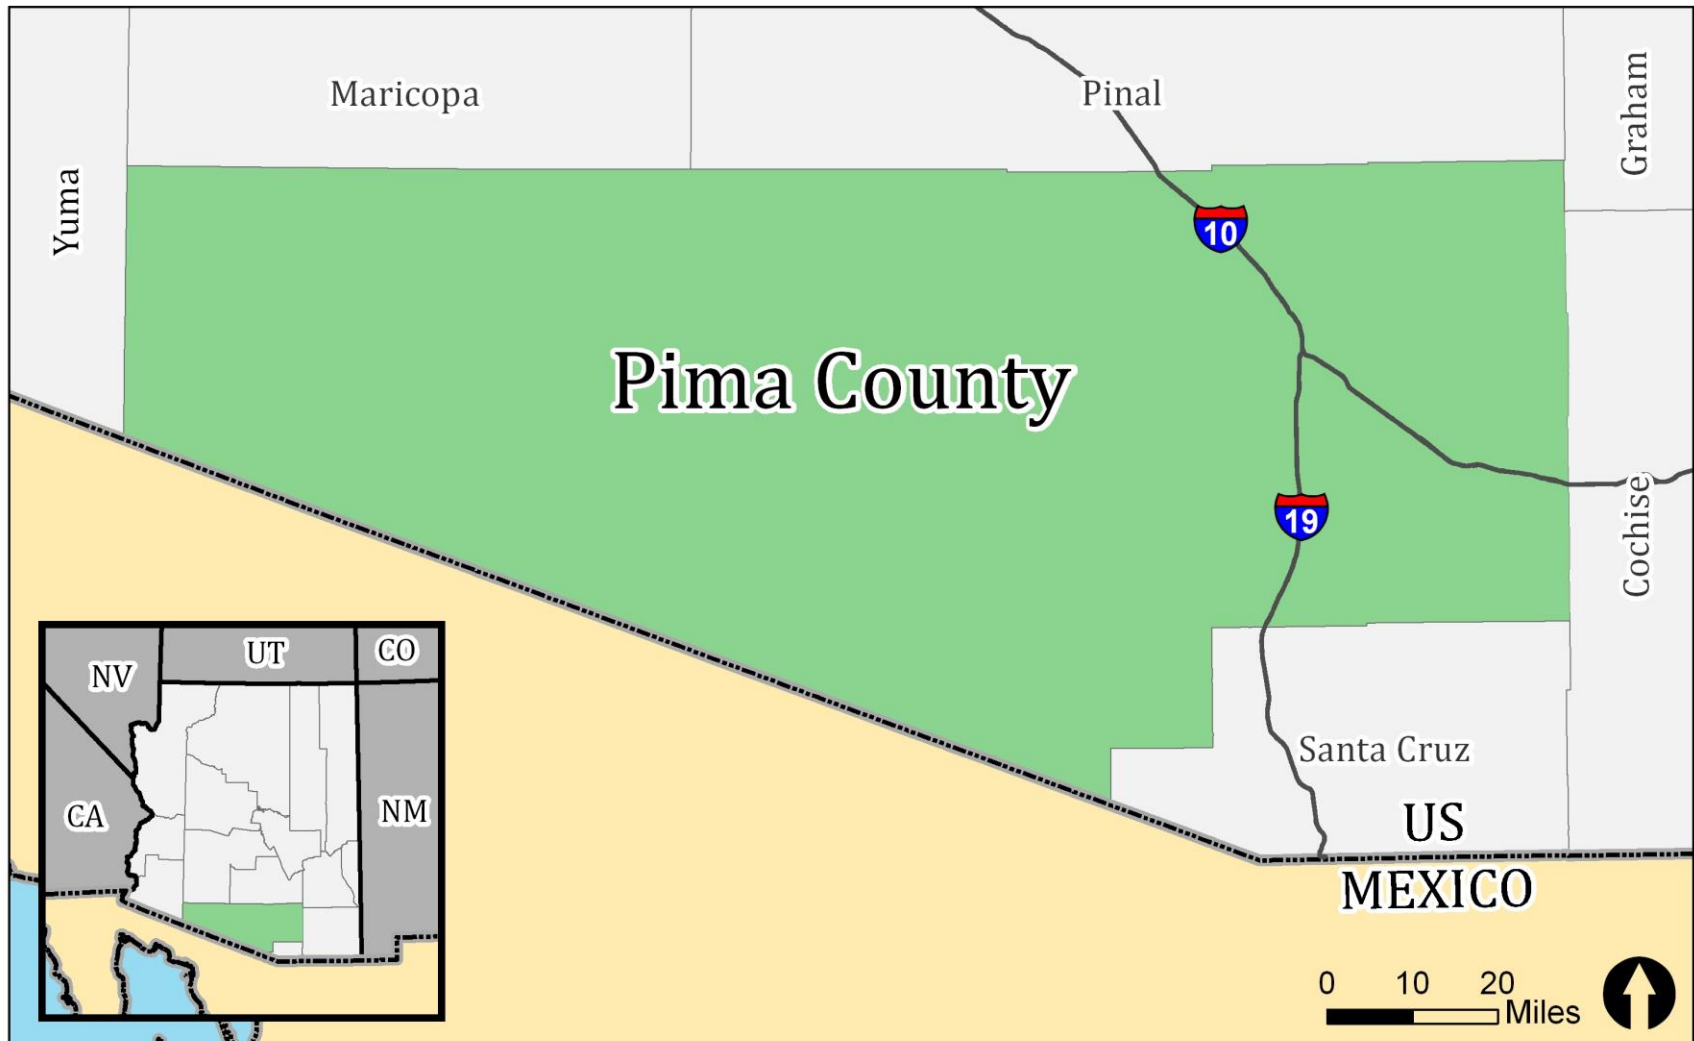 Maricopa
Pinal
Graham
Yuma
10
Pima County
19
Cochise
Santa Cruz
US
MEXICO
NV
UT
CO
CA
NM
0 10 20
Miles